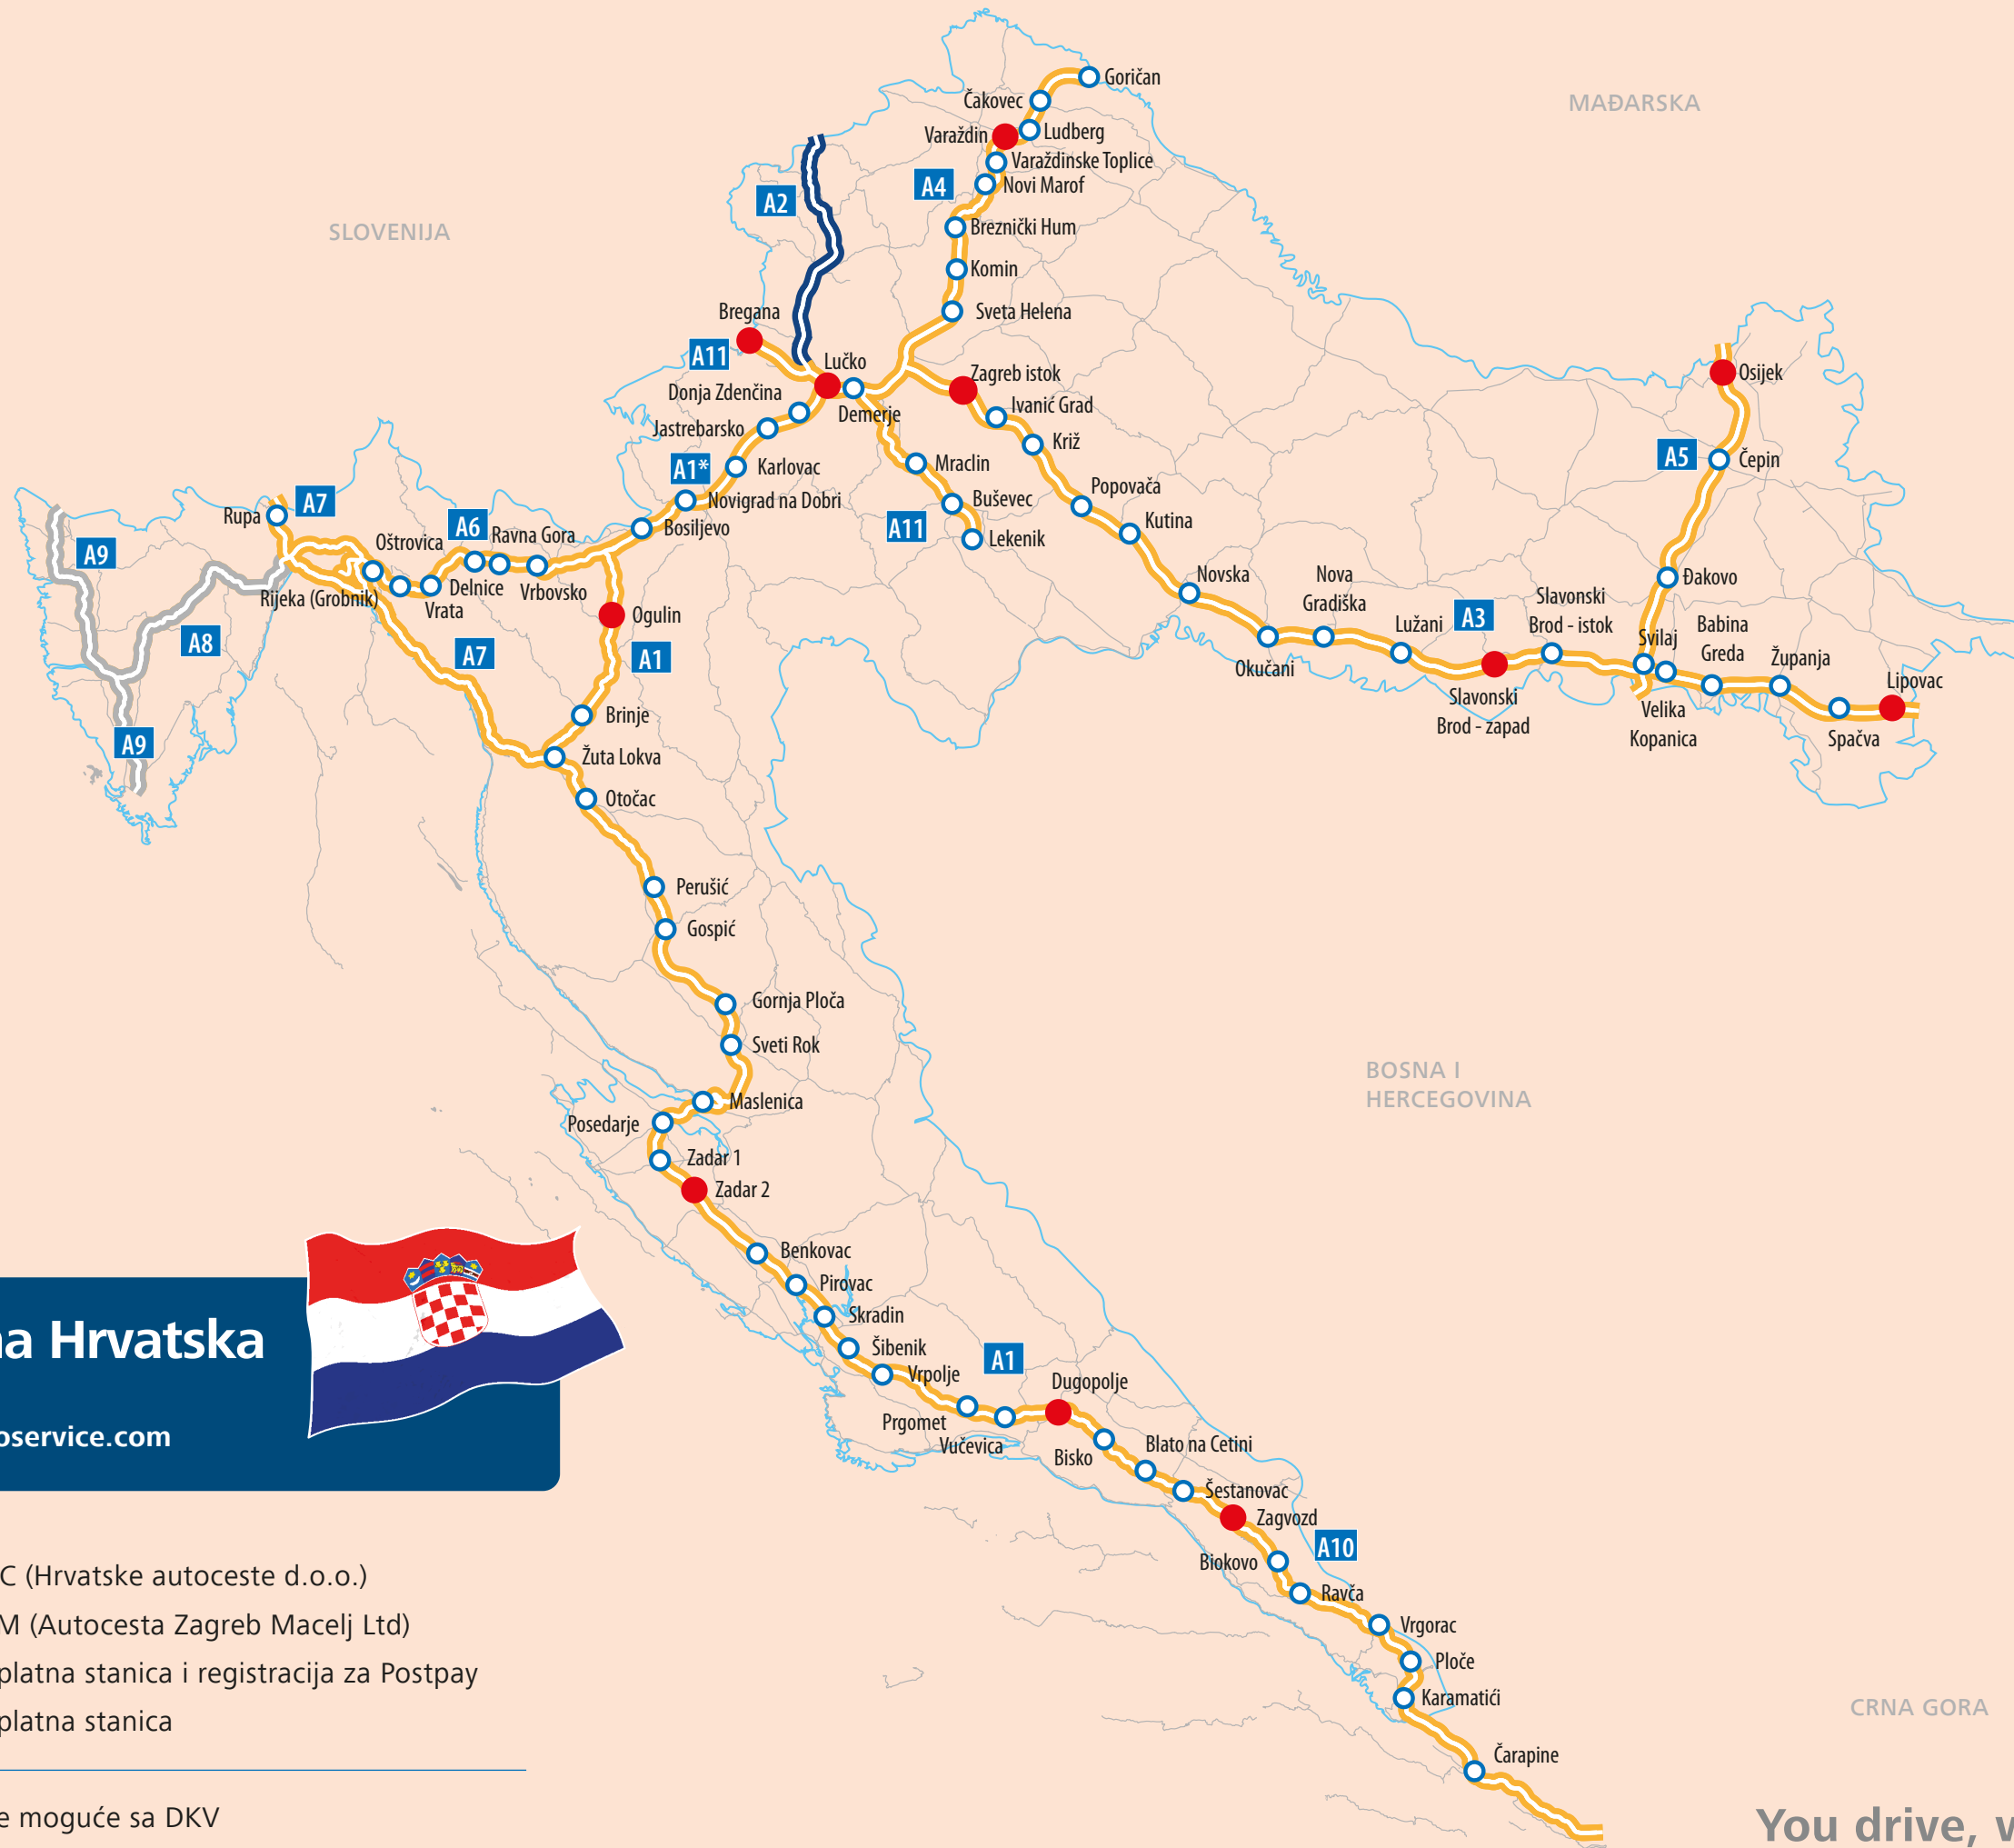 Goričan
MAĐARSKA
Čakovec
Ludberg
Varaždin
Varaždinske Toplice
A4
Novi Marof
A2
SLOVENIJA
Breznički Hum
Komin
Bregana
Sveta Helena
A11
Lučko
Zagreb istok
Osijek
Donja Zdenčina
Ivanić Grad
Demerje
Jastrebarsko
Križ
A5
Čepin
A1*
Karlovac
Mraclin
Popovača
Novigrad na Dobri
Buševec
A7
Rupa
A6
Ravna Gora
Bosiljevo
A11
Kutina
Oštrovica
Lekenik
A9
Novska
Nova
Gradiška
Đakovo
Rijeka (Grobnik)
Delnice
Vrbovsko
Vrata
Slavonski
Brod - istok
Ogulin
Lužani
A3
Svilaj
Babina
Greda
A8
A7
A1
Okučani
Županja
Lipovac
Slavonski
Brod - zapad
Velika
Kopanica
Spačva
Brinje
A9
Žuta Lokva
Otočac
Perušić
Gospić
Gornja Ploča
Sveti Rok
BOSNA I
HERCEGOVINA
Maslenica
Posedarje
Zadar 1
Zadar 2
Benkovac
Pirovac
Skradin
Šibenik
A1
Vrpolje
Dugopolje
Prgomet
Vučevica
Bisko
Blato na Cetini
Šestanovac
Zagvozd
A10
Biokovo
Ravča
Vrgorac
Ploče
Karamatići
CRNA GORA
Čarapine
na Hrvatska
oservice.com
C (Hrvatske autoceste d.o.o.)
M (Autocesta Zagreb Macelj Ltd)
platna stanica i registracija za Postpay
platna stanica
e moguće sa DKV
You drive, w